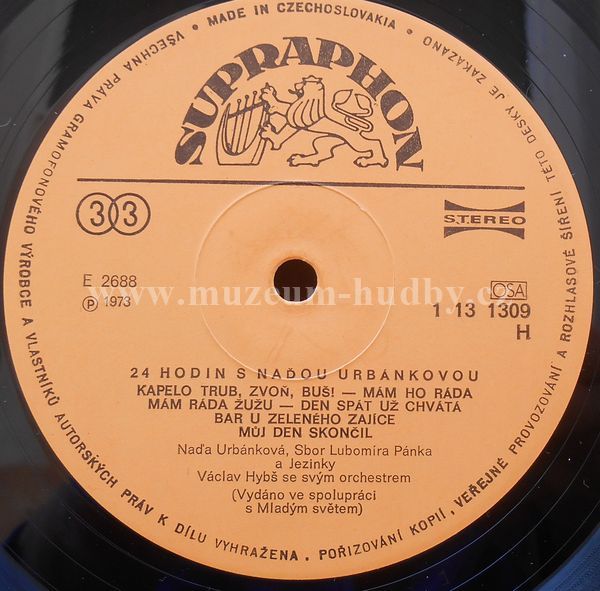 VŠECHNA PRÁVA GRAMOFONOVÉHO VÝROBCE A VLASTNÍKŮ AUTORSKÝCH PRÁV K DÍLU VYHRAŽENA . POŘIZOVÁNÍ KOPIÍ , VEŘEJNÉ PROVOZOVÁNÍ A ROZHLASOVÉ ŠÍŘENÍ TÉTO DESKY JE ZAKÁZÁNO
• MADE IN CZECHOSLOVAKIA •
SUPRAPHON
33
STEREO
E 2688
Ⓟ 1973
OSA
1 13 1309
H
www.muzeum-hudby.cz
24 HODIN S NAĎOU URBÁNKOVOU
KAPELO TRUB, ZVOŇ, BUŠ! — MÁM HO RÁDA
MÁM RÁDA ŽUŽU — DEN SPÁT UŽ CHVÁTÁ
BAR U ZELENÉHO ZAJÍCE
MŮJ DEN SKONČIL
Naďa Urbánková, Sbor Lubomíra Pánka
a Jezinky
Václav Hybš se svým orchestrem
(Vydáno ve spolupráci
s Mladým světem)